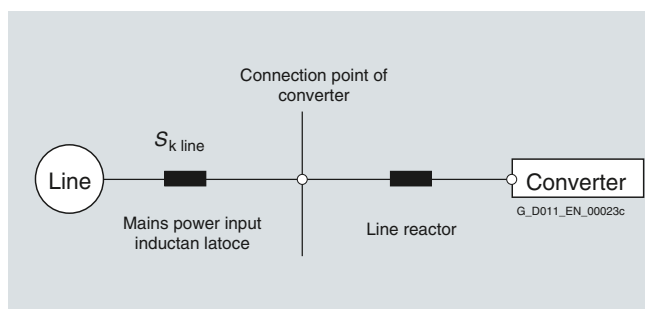 Connection point of
converter
S k line
Line
Converter
G_D011_EN_00023c
Mains power input
inductan latoce
Line reactor